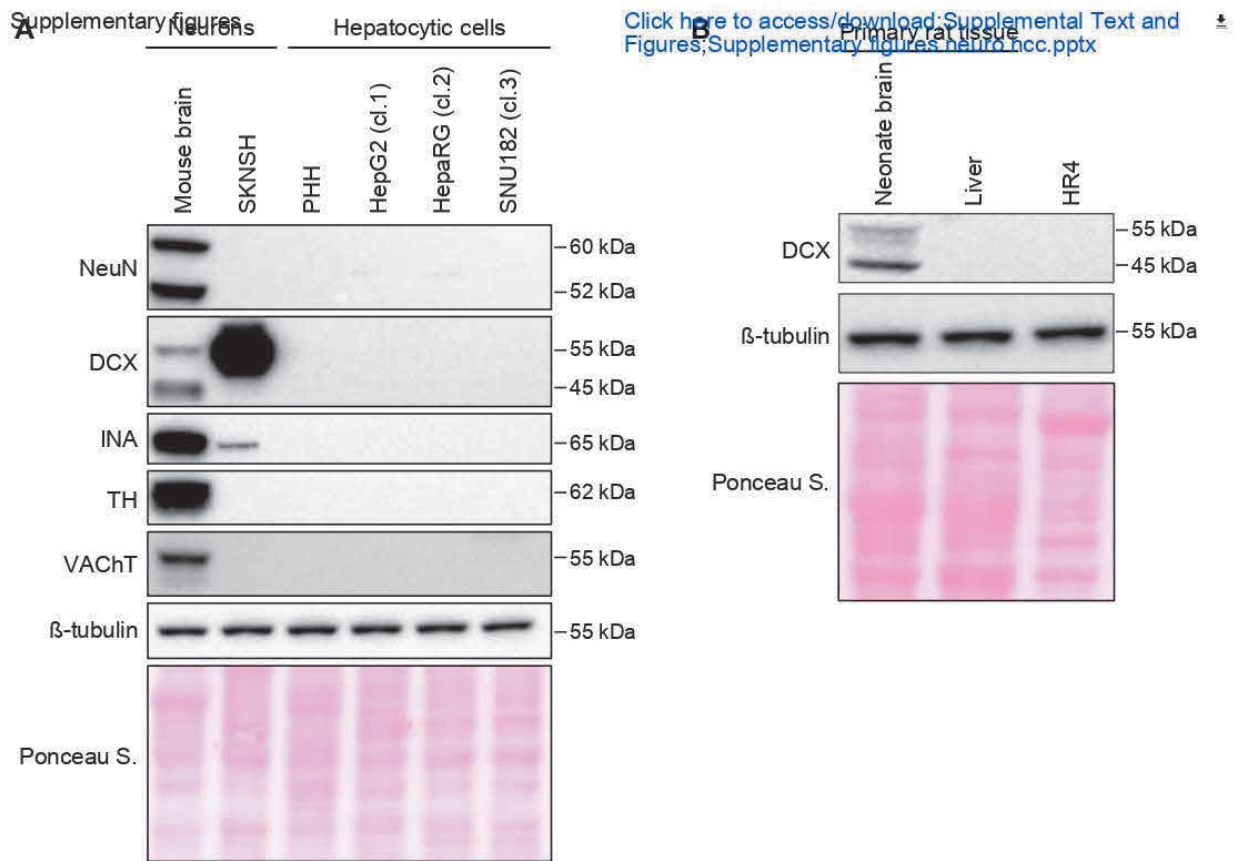 Supplementary figures
Click here to access/download;Supplemental Text and
Figures;Supplementary figures neuro hcc.pptx
A
Neurons
Hepatocytic cells
Mouse brain
SKNSH
PHH
HepG2 (cl.1)
HepaRG (cl.2)
SNU182 (cl.3)
NeuN
60 kDa
52 kDa
DCX
55 kDa
45 kDa
INA
65 kDa
TH
62 kDa
VAChT
55 kDa
ß-tubulin
55 kDa
Ponceau S.
B
Primary rat tissue
Neonate brain
Liver
HR4
DCX
55 kDa
45 kDa
ß-tubulin
55 kDa
Ponceau S.